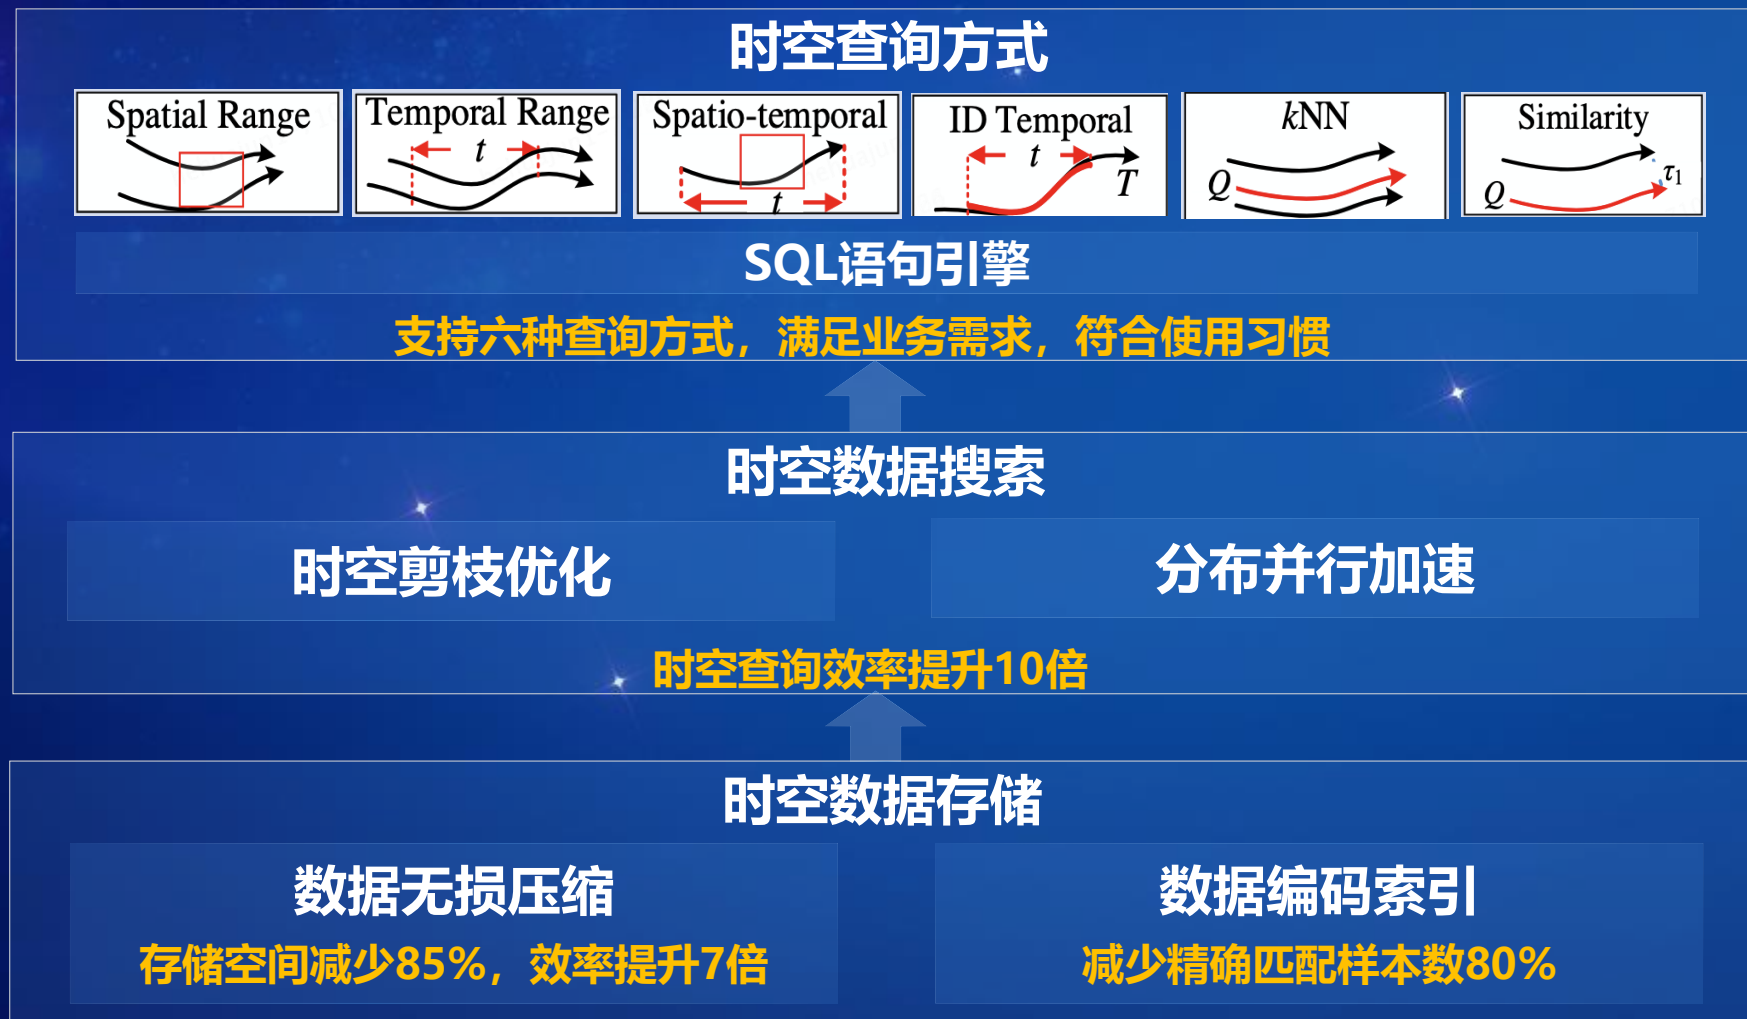 时空查询方式
Spatial Range
Temporal Range
t
Spatio-temporal
t
ID Temporal
t
T
kNN
Q
Similarity
τ1
Q
SQL语句引擎
支持六种查询方式，满足业务需求，符合使用习惯
时空数据搜索
时空剪枝优化
分布并行加速
时空查询效率提升10倍
时空数据存储
数据无损压缩
存储空间减少85%，效率提升7倍
数据编码索引
减少精确匹配样本数80%